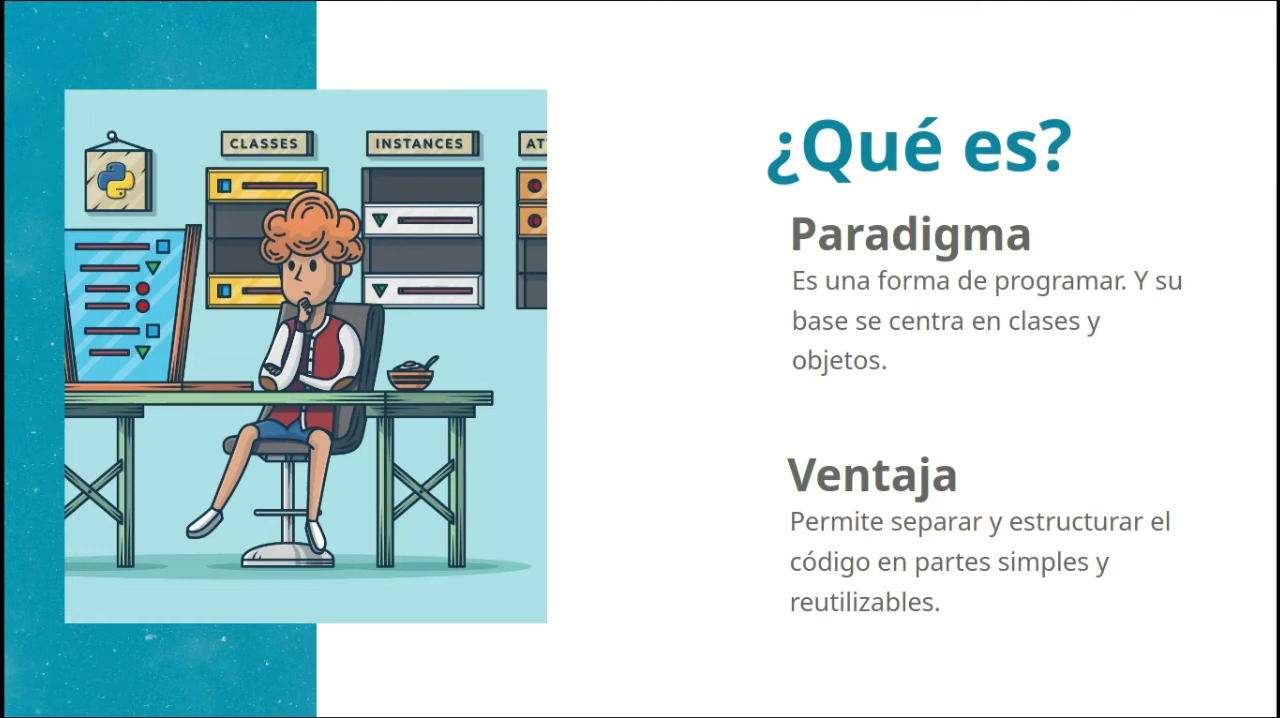 CLASSES
INSTANCES
AT
¿Qué es?
Paradigma
Es una forma de programar. Y su
base se centra en clases y
objetos.
Ventaja
Permite separar y estructurar el
código en partes simples y
reutilizables.